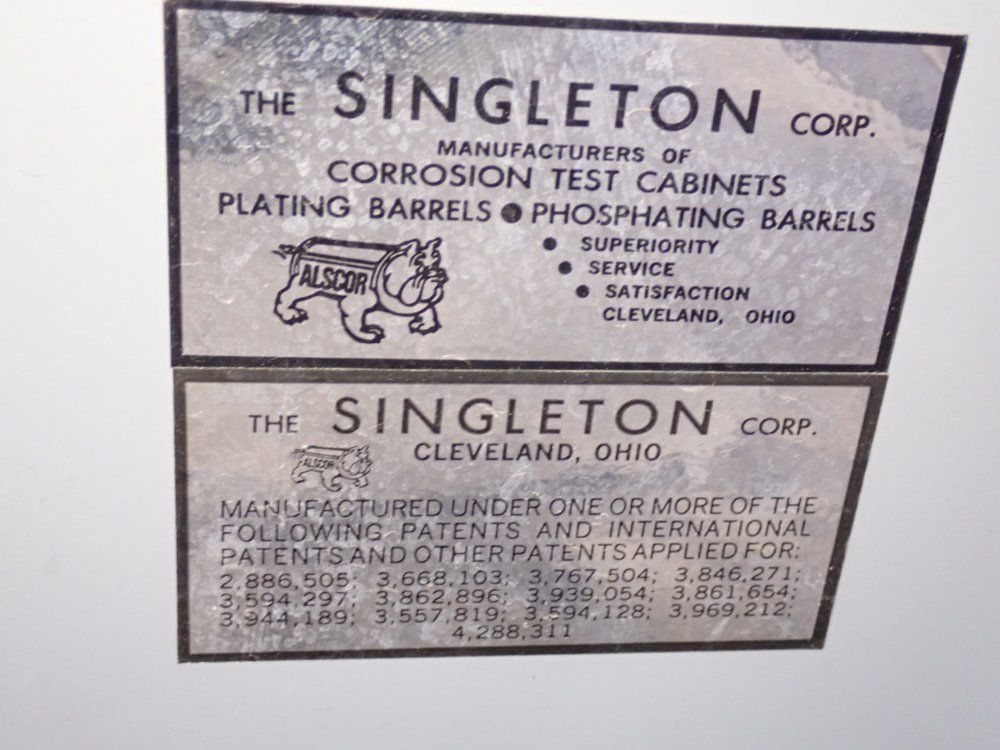 THE SINGLETON CORP.
MANUFACTURERS OF
CORROSION TEST CABINETS
PLATING BARRELS ● PHOSPHATING BARRELS
● SUPERIORITY
● SERVICE
● SATISFACTION
CLEVELAND, OHIO
ALSCOR
THE SINGLETON CORP.
CLEVELAND, OHIO
ALSCOR
MANUFACTURED UNDER ONE OR MORE OF THE
FOLLOWING PATENTS AND INTERNATIONAL
PATENTS AND OTHER PATENTS APPLIED FOR:
2,886,505; 3,668,103; 3,767,504; 3,846,271;
3,594,297; 3,862,896; 3,939,054; 3,861,654;
3,944,189; 3,557,819; 3,594,128; 3,969,212;
4,288,311